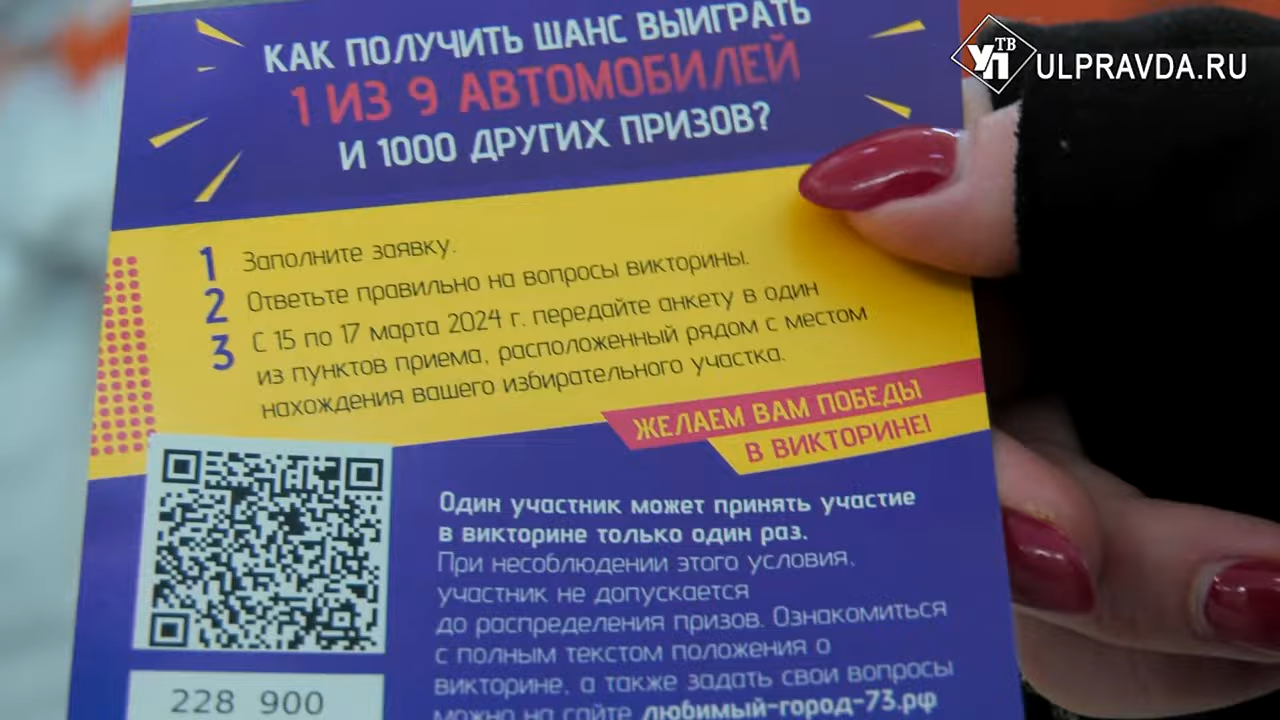 КАК ПОЛУЧИТЬ ШАНС ВЫИГРАТЬ
1 ИЗ 9 АВТОМОБИЛЕЙ
И 1000 ДРУГИХ ПРИЗОВ?
УП ТВ
ULPRAVDA.RU
1 Заполните заявку.
2 Ответьте правильно на вопросы викторины.
3 С 15 по 17 марта 2024 г. передайте анкету в один
из пунктов приема, расположенный рядом с местом
нахождения вашего избирательного участка.
ЖЕЛАЕМ ВАМ ПОБЕДЫ
В ВИКТОРИНЕ!
Один участник может принять участие
в викторине только один раз.
При несоблюдении этого условия,
участник не допускается
до распределения призов. Ознакомиться
с полным текстом положения о
викторине, а также задать свои вопросы
можно на сайте любимый-город-73.рф
228 900